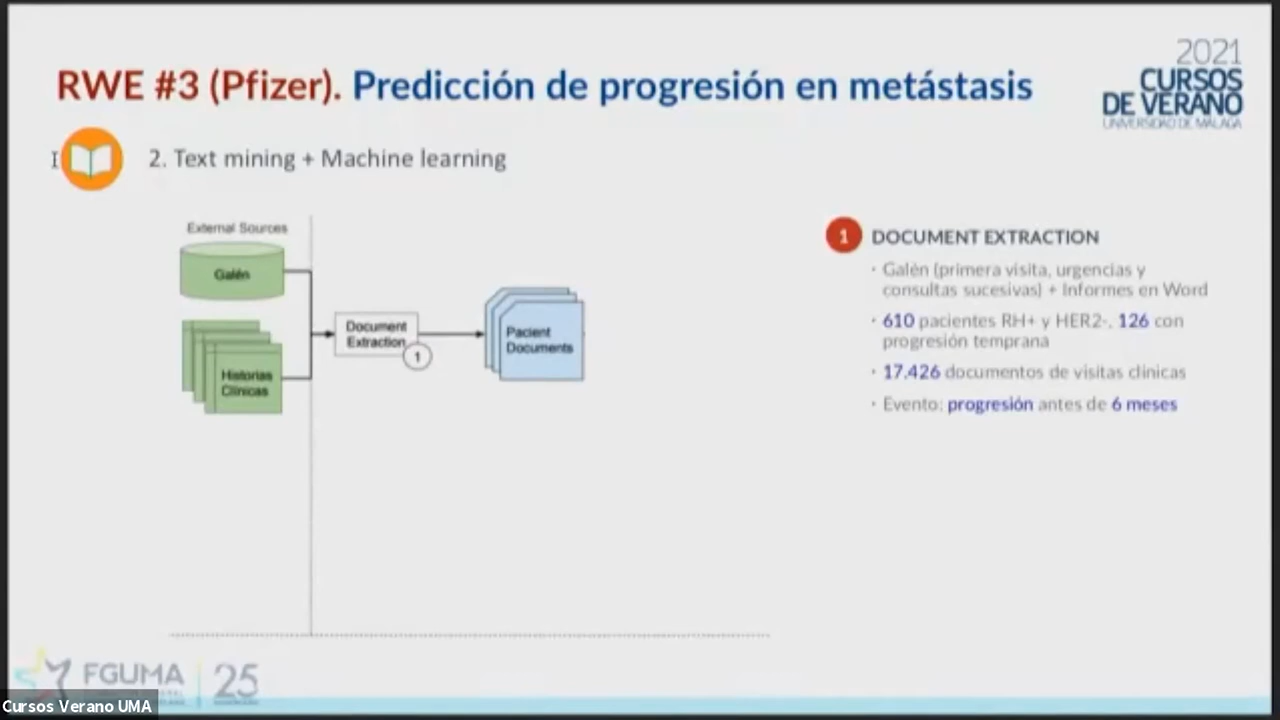 RWE #3 (Pfizer). Predicción de progresión en metástasis
2021
CURSOS
DE VERANO
UNIVERSIDAD DE MÁLAGA
2. Text mining + Machine learning
External Sources
Galén
Historias
Clínicas
Document
Extraction
1
Pacient
Documents
1 DOCUMENT EXTRACTION
· Galén (primera visita, urgencias y
consultas sucesivas) + Informes en Word
· 610 pacientes RH+ y HER2-, 126 con
progresión temprana
· 17.426 documentos de visitas clínicas
· Evento: progresión antes de 6 meses
FGUMA
25
Cursos Verano UMA